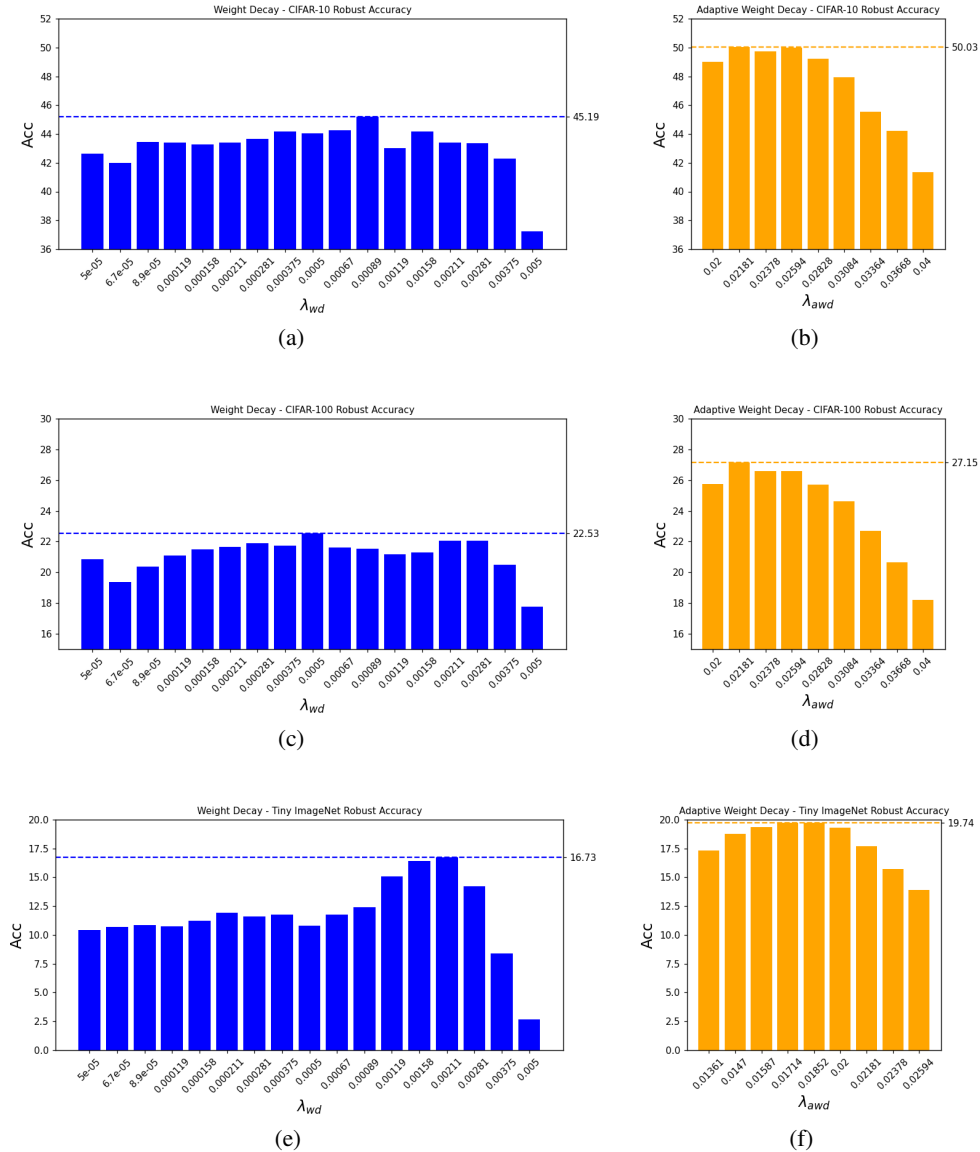 Weight Decay - CIFAR-10 Robust Accuracy
52
50
48
46
44
42
40
38
36
Acc
45.19
5e-05 6.7e-05 8.9e-05 0.000119 0.000158 0.000211 0.000281 0.000375 0.0005 0.00067 0.00089 0.00119 0.00158 0.00211 0.00281 0.00375 0.005
λwd
(a)
Adaptive Weight Decay - CIFAR-10 Robust Accuracy
52
50
48
46
44
42
40
38
36
Acc
50.03
0.02 0.02181 0.02378 0.02594 0.02828 0.03084 0.03364 0.03668 0.04
λawd
(b)
Weight Decay - CIFAR-100 Robust Accuracy
30
28
26
24
22
20
18
16
Acc
22.53
5e-05 6.7e-05 8.9e-05 0.000119 0.000158 0.000211 0.000281 0.000375 0.0005 0.00067 0.00089 0.00119 0.00158 0.00211 0.00281 0.00375 0.005
λwd
(c)
Adaptive Weight Decay - CIFAR-100 Robust Accuracy
30
28
26
24
22
20
18
16
Acc
27.15
0.02 0.02181 0.02378 0.02594 0.02828 0.03084 0.03364 0.03668 0.04
λawd
(d)
Weight Decay - Tiny ImageNet Robust Accuracy
20.0
17.5
15.0
12.5
10.0
7.5
5.0
2.5
0.0
Acc
16.73
5e-05 6.7e-05 8.9e-05 0.000119 0.000158 0.000211 0.000281 0.000375 0.0005 0.00067 0.00089 0.00119 0.00158 0.00211 0.00281 0.00375 0.005
λwd
(e)
Adaptive Weight Decay - Tiny ImageNet Robust Accuracy
20.0
17.5
15.0
12.5
10.0
7.5
5.0
2.5
0.0
Acc
19.74
0.01361 0.0147 0.01587 0.01714 0.01852 0.02 0.02181 0.02378 0.02594
λawd
(f)